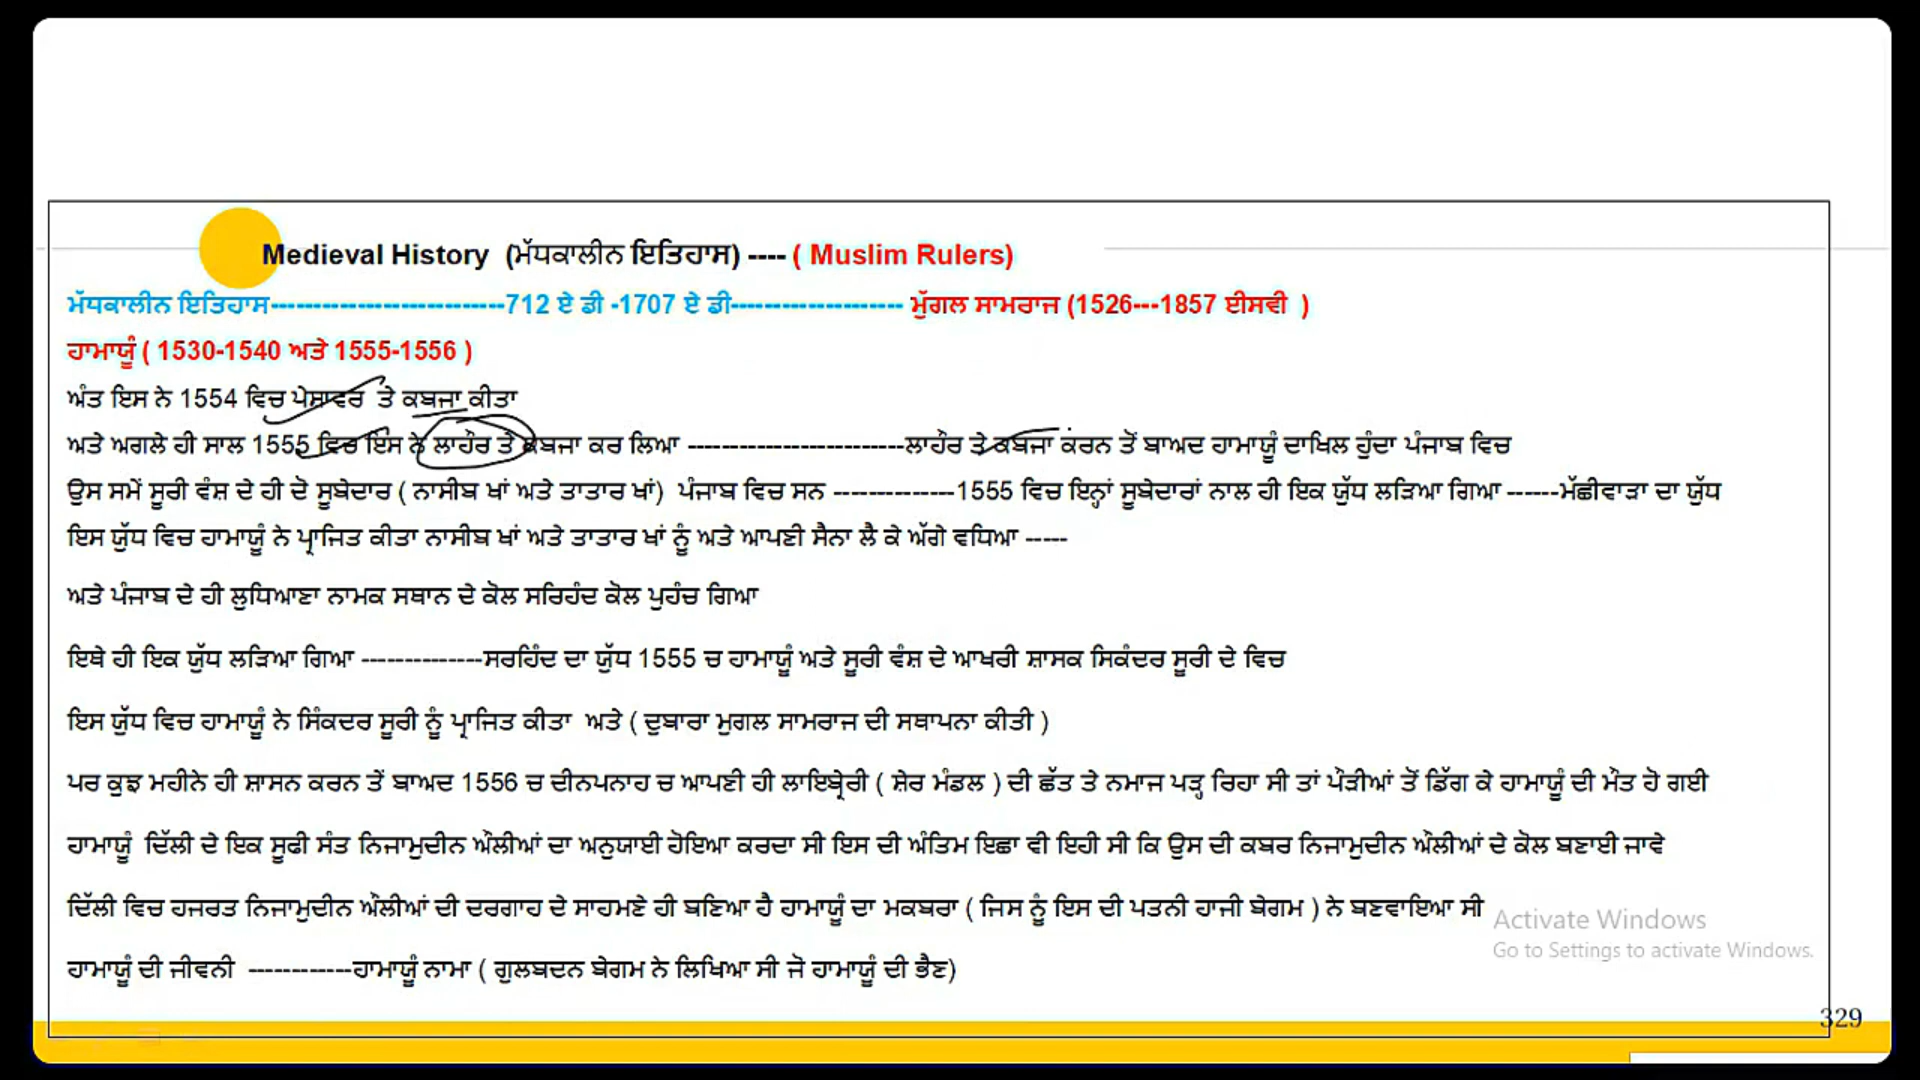 Medieval History (ਮੱਧਕਾਲੀਨ ਇਤਿਹਾਸ) ---- ( Muslim Rulers)
ਮੱਧਕਾਲੀਨ ਇਤਿਹਾਸ---------------------------712 ਏ ਡੀ -1707 ਏ ਡੀ-------------------- ਮੁੱਗਲ ਸਾਮਰਾਜ (1526---1857 ਈਸਵੀ )
ਹਾਮਾਯੂੰ ( 1530-1540 ਅਤੇ 1555-1556 )
ਅੰਤ ਇਸ ਨੇ 1554 ਵਿਚ ਪੇਸ਼ਾਵਰ ਤੇ ਕਬਜਾ ਕੀਤਾ
ਅਤੇ ਅਗਲੇ ਹੀ ਸਾਲ 1555 ਵਿਚ ਇਸ ਨੇ ਲਾਹੌਰ ਤੇ ਕਬਜਾ ਕਰ ਲਿਆ -------------------------ਲਾਹੌਰ ਤੇ ਕਬਜਾ ਕਰਨ ਤੋਂ ਬਾਅਦ ਹਾਮਾਯੂੰ ਦਾਖਿਲ ਹੁੰਦਾ ਪੰਜਾਬ ਵਿਚ
ਉਸ ਸਮੇਂ ਸੂਰੀ ਵੰਸ਼ ਦੇ ਹੀ ਦੋ ਸੂਬੇਦਾਰ ( ਨਾਸੀਬ ਖਾਂ ਅਤੇ ਤਾਤਾਰ ਖਾਂ) ਪੰਜਾਬ ਵਿਚ ਸਨ --------------1555 ਵਿਚ ਇਨ੍ਹਾਂ ਸੂਬੇਦਾਰਾਂ ਨਾਲ ਹੀ ਇਕ ਯੁੱਧ ਲੜਿਆ ਗਿਆ ------ਮੱਛੀਵਾੜਾ ਦਾ ਯੁੱਧ
ਇਸ ਯੁੱਧ ਵਿਚ ਹਾਮਾਯੂੰ ਨੇ ਪ੍ਰਾਜਿਤ ਕੀਤਾ ਨਾਸੀਬ ਖਾਂ ਅਤੇ ਤਾਤਾਰ ਖਾਂ ਨੂੰ ਅਤੇ ਆਪਣੀ ਸੈਨਾ ਲੈ ਕੇ ਅੱਗੇ ਵਧਿਆ -----
ਅਤੇ ਪੰਜਾਬ ਦੇ ਹੀ ਲੁਧਿਆਣਾ ਨਾਮਕ ਸਥਾਨ ਦੇ ਕੋਲ ਸਰਿਹੰਦ ਕੋਲ ਪੁਹੰਚ ਗਿਆ
ਇਥੇ ਹੀ ਇਕ ਯੁੱਧ ਲੜਿਆ ਗਿਆ --------------ਸਰਹਿੰਦ ਦਾ ਯੁੱਧ 1555 ਚ ਹਾਮਾਯੂੰ ਅਤੇ ਸੂਰੀ ਵੰਸ਼ ਦੇ ਆਖਰੀ ਸ਼ਾਸਕ ਸਿਕੰਦਰ ਸੂਰੀ ਦੇ ਵਿਚ
ਇਸ ਯੁੱਧ ਵਿਚ ਹਾਮਾਯੂੰ ਨੇ ਸਿੰਕਦਰ ਸੂਰੀ ਨੂੰ ਪ੍ਰਾਜਿਤ ਕੀਤਾ ਅਤੇ ( ਦੁਬਾਰਾ ਮੁਗਲ ਸਾਮਰਾਜ ਦੀ ਸਥਾਪਨਾ ਕੀਤੀ )
ਪਰ ਕੁਝ ਮਹੀਨੇ ਹੀ ਸ਼ਾਸਨ ਕਰਨ ਤੋਂ ਬਾਅਦ 1556 ਚ ਦੀਨਪਨਾਹ ਚ ਆਪਣੀ ਹੀ ਲਾਇਬ੍ਰੇਰੀ ( ਸ਼ੇਰ ਮੰਡਲ ) ਦੀ ਛੱਤ ਤੇ ਨਮਾਜ ਪੜ੍ਹ ਰਿਹਾ ਸੀ ਤਾਂ ਪੌੜੀਆਂ ਤੋਂ ਡਿੱਗ ਕੇ ਹਾਮਾਯੂੰ ਦੀ ਮੌਤ ਹੋ ਗਈ
ਹਾਮਾਯੂੰ ਦਿੱਲੀ ਦੇ ਇਕ ਸੂਫੀ ਸੰਤ ਨਿਜਾਮੁਦੀਨ ਔਲੀਆਂ ਦਾ ਅਨੁਯਾਈ ਹੋਇਆ ਕਰਦਾ ਸੀ ਇਸ ਦੀ ਅੰਤਿਮ ਇਛਾ ਵੀ ਇਹੀ ਸੀ ਕਿ ਉਸ ਦੀ ਕਬਰ ਨਿਜਾਮੁਦੀਨ ਔਲੀਆਂ ਦੇ ਕੋਲ ਬਣਾਈ ਜਾਵੇ
ਦਿੱਲੀ ਵਿਚ ਹਜਰਤ ਨਿਜਾਮੁਦੀਨ ਔਲੀਆਂ ਦੀ ਦਰਗਾਹ ਦੇ ਸਾਹਮਣੇ ਹੀ ਬਣਿਆ ਹੈ ਹਾਮਾਯੂੰ ਦਾ ਮਕਬਰਾ ( ਜਿਸ ਨੂੰ ਇਸ ਦੀ ਪਤਨੀ ਹਾਜੀ ਬੇਗਮ ) ਨੇ ਬਣਵਾਇਆ ਸੀ
ਹਾਮਾਯੂੰ ਦੀ ਜੀਵਨੀ ------------ਹਾਮਾਯੂੰ ਨਾਮਾ ( ਗੁਲਬਦਨ ਬੇਗਮ ਨੇ ਲਿਖਿਆ ਸੀ ਜੋ ਹਾਮਾਯੂੰ ਦੀ ਭੈਣ)
Activate Windows
Go to Settings to activate Windows.
329